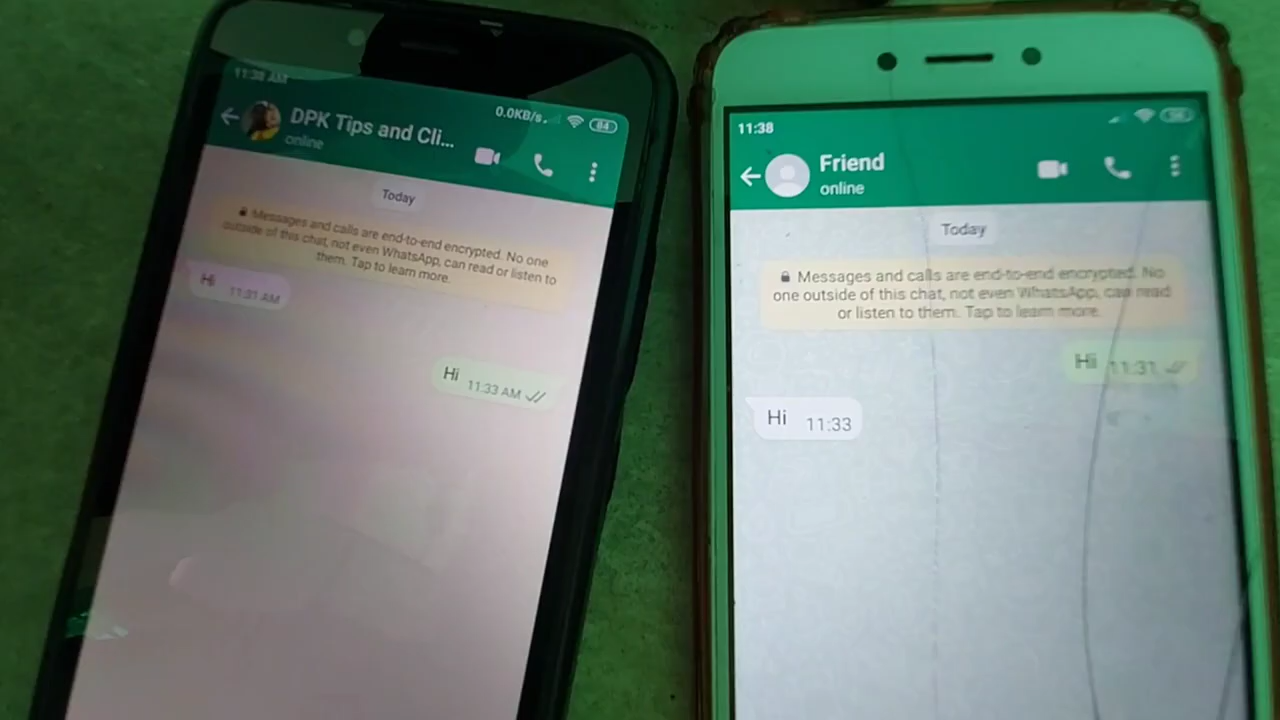 11:38 AM
0.0KB/s
84
DPK Tips and Cli...
online
Today
Messages and calls are end-to-end encrypted. No one
outside of this chat, not even WhatsApp, can read or listen to
them. Tap to learn more.
Hi 11:31 AM
Hi 11:33 AM
11:38
Friend
online
Today
Messages and calls are end-to-end encrypted. No
one outside of this chat, not even WhatsApp, can read
or listen to them. Tap to learn more.
Hi 11:31
Hi 11:33